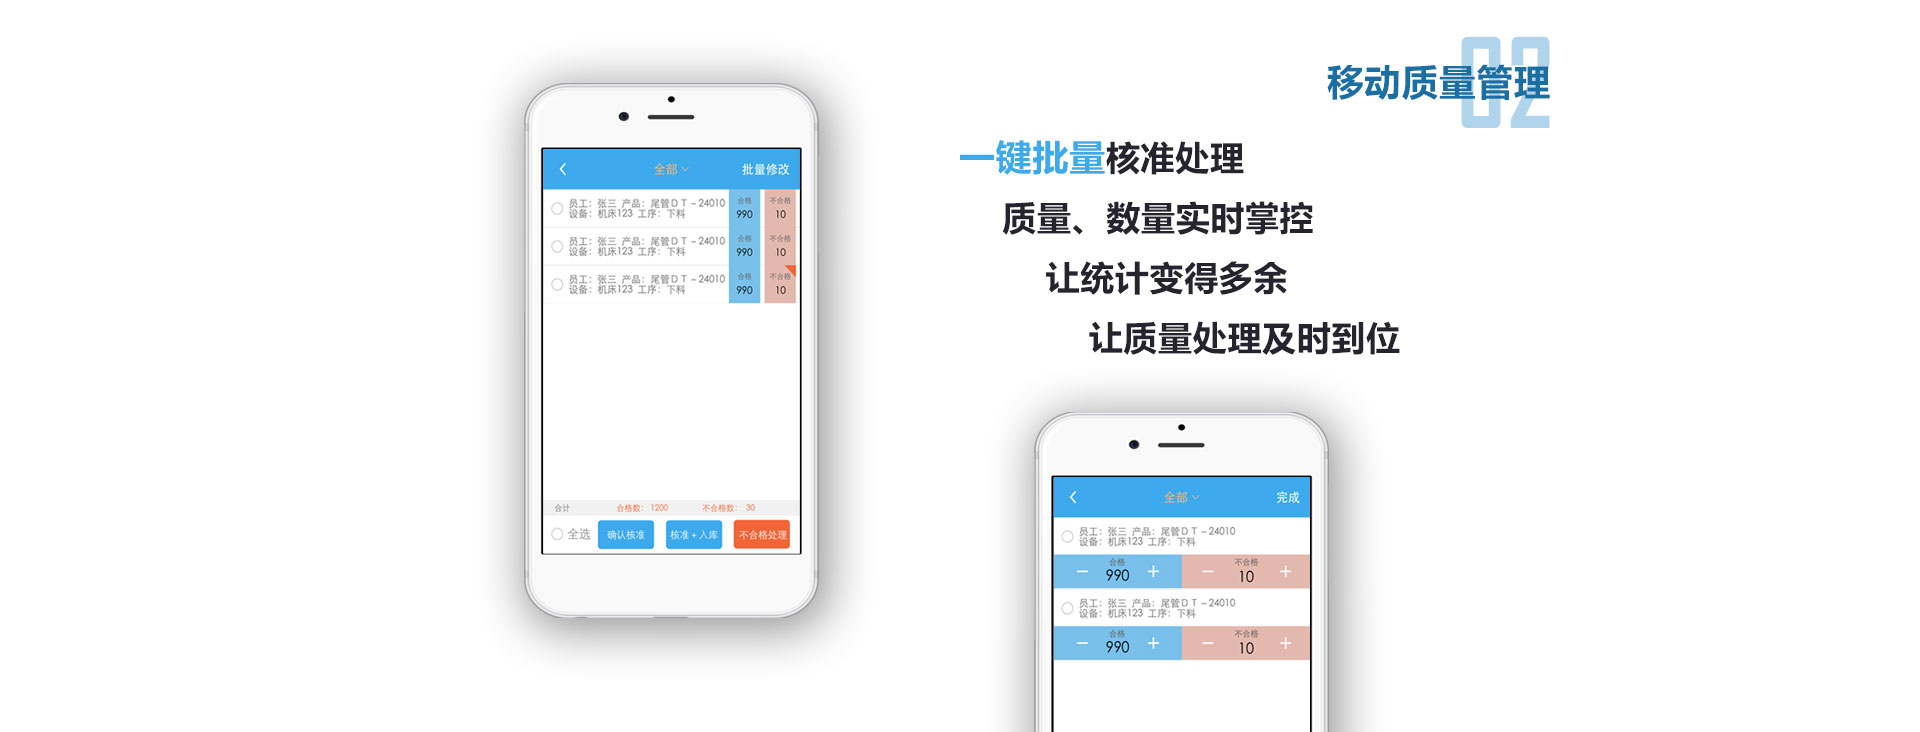 02
移动质量管理
一键批量核准处理
质量、数量实时掌控
让统计变得多余
让质量处理及时到位
全部
批量修改
员工：张三 产品：尾管DT-24010
设备：机床123 工序：下料
合格
990
不合格
10
员工：张三 产品：尾管DT-24010
设备：机床123 工序：下料
合格
990
不合格
10
员工：张三 产品：尾管DT-24010
设备：机床123 工序：下料
合格
990
不合格
10
合计 合格数：1200 不合格数：30
全选 确认核准 核准+入库 不合格处理
全部
完成
员工：张三 产品：尾管DT-24010
设备：机床123 工序：下料
合格
− 990 +
不合格
− 10 +
员工：张三 产品：尾管DT-24010
设备：机床123 工序：下料
合格
− 990 +
不合格
− 10 +